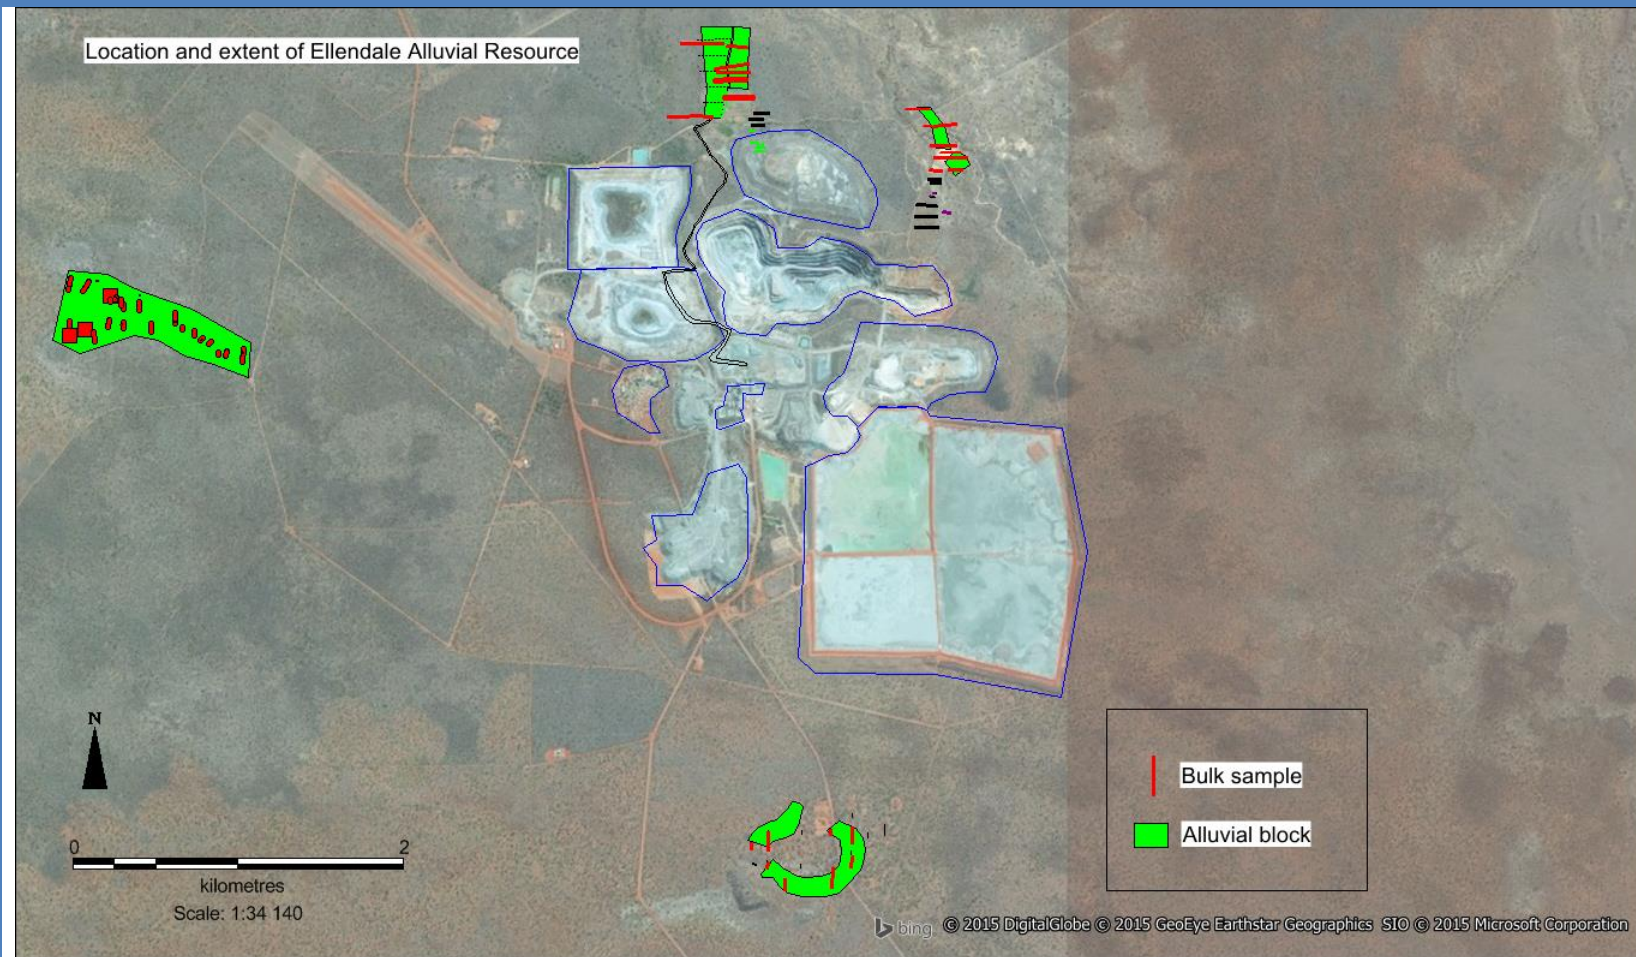 Location and extent of Ellendale Alluvial Resource
N
0 2
kilometres
Scale: 1:34 140
Bulk sample
Alluvial block
bing © 2015 DigitalGlobe © 2015 GeoEye Earthstar Geographics SIO © 2015 Microsoft Corporation